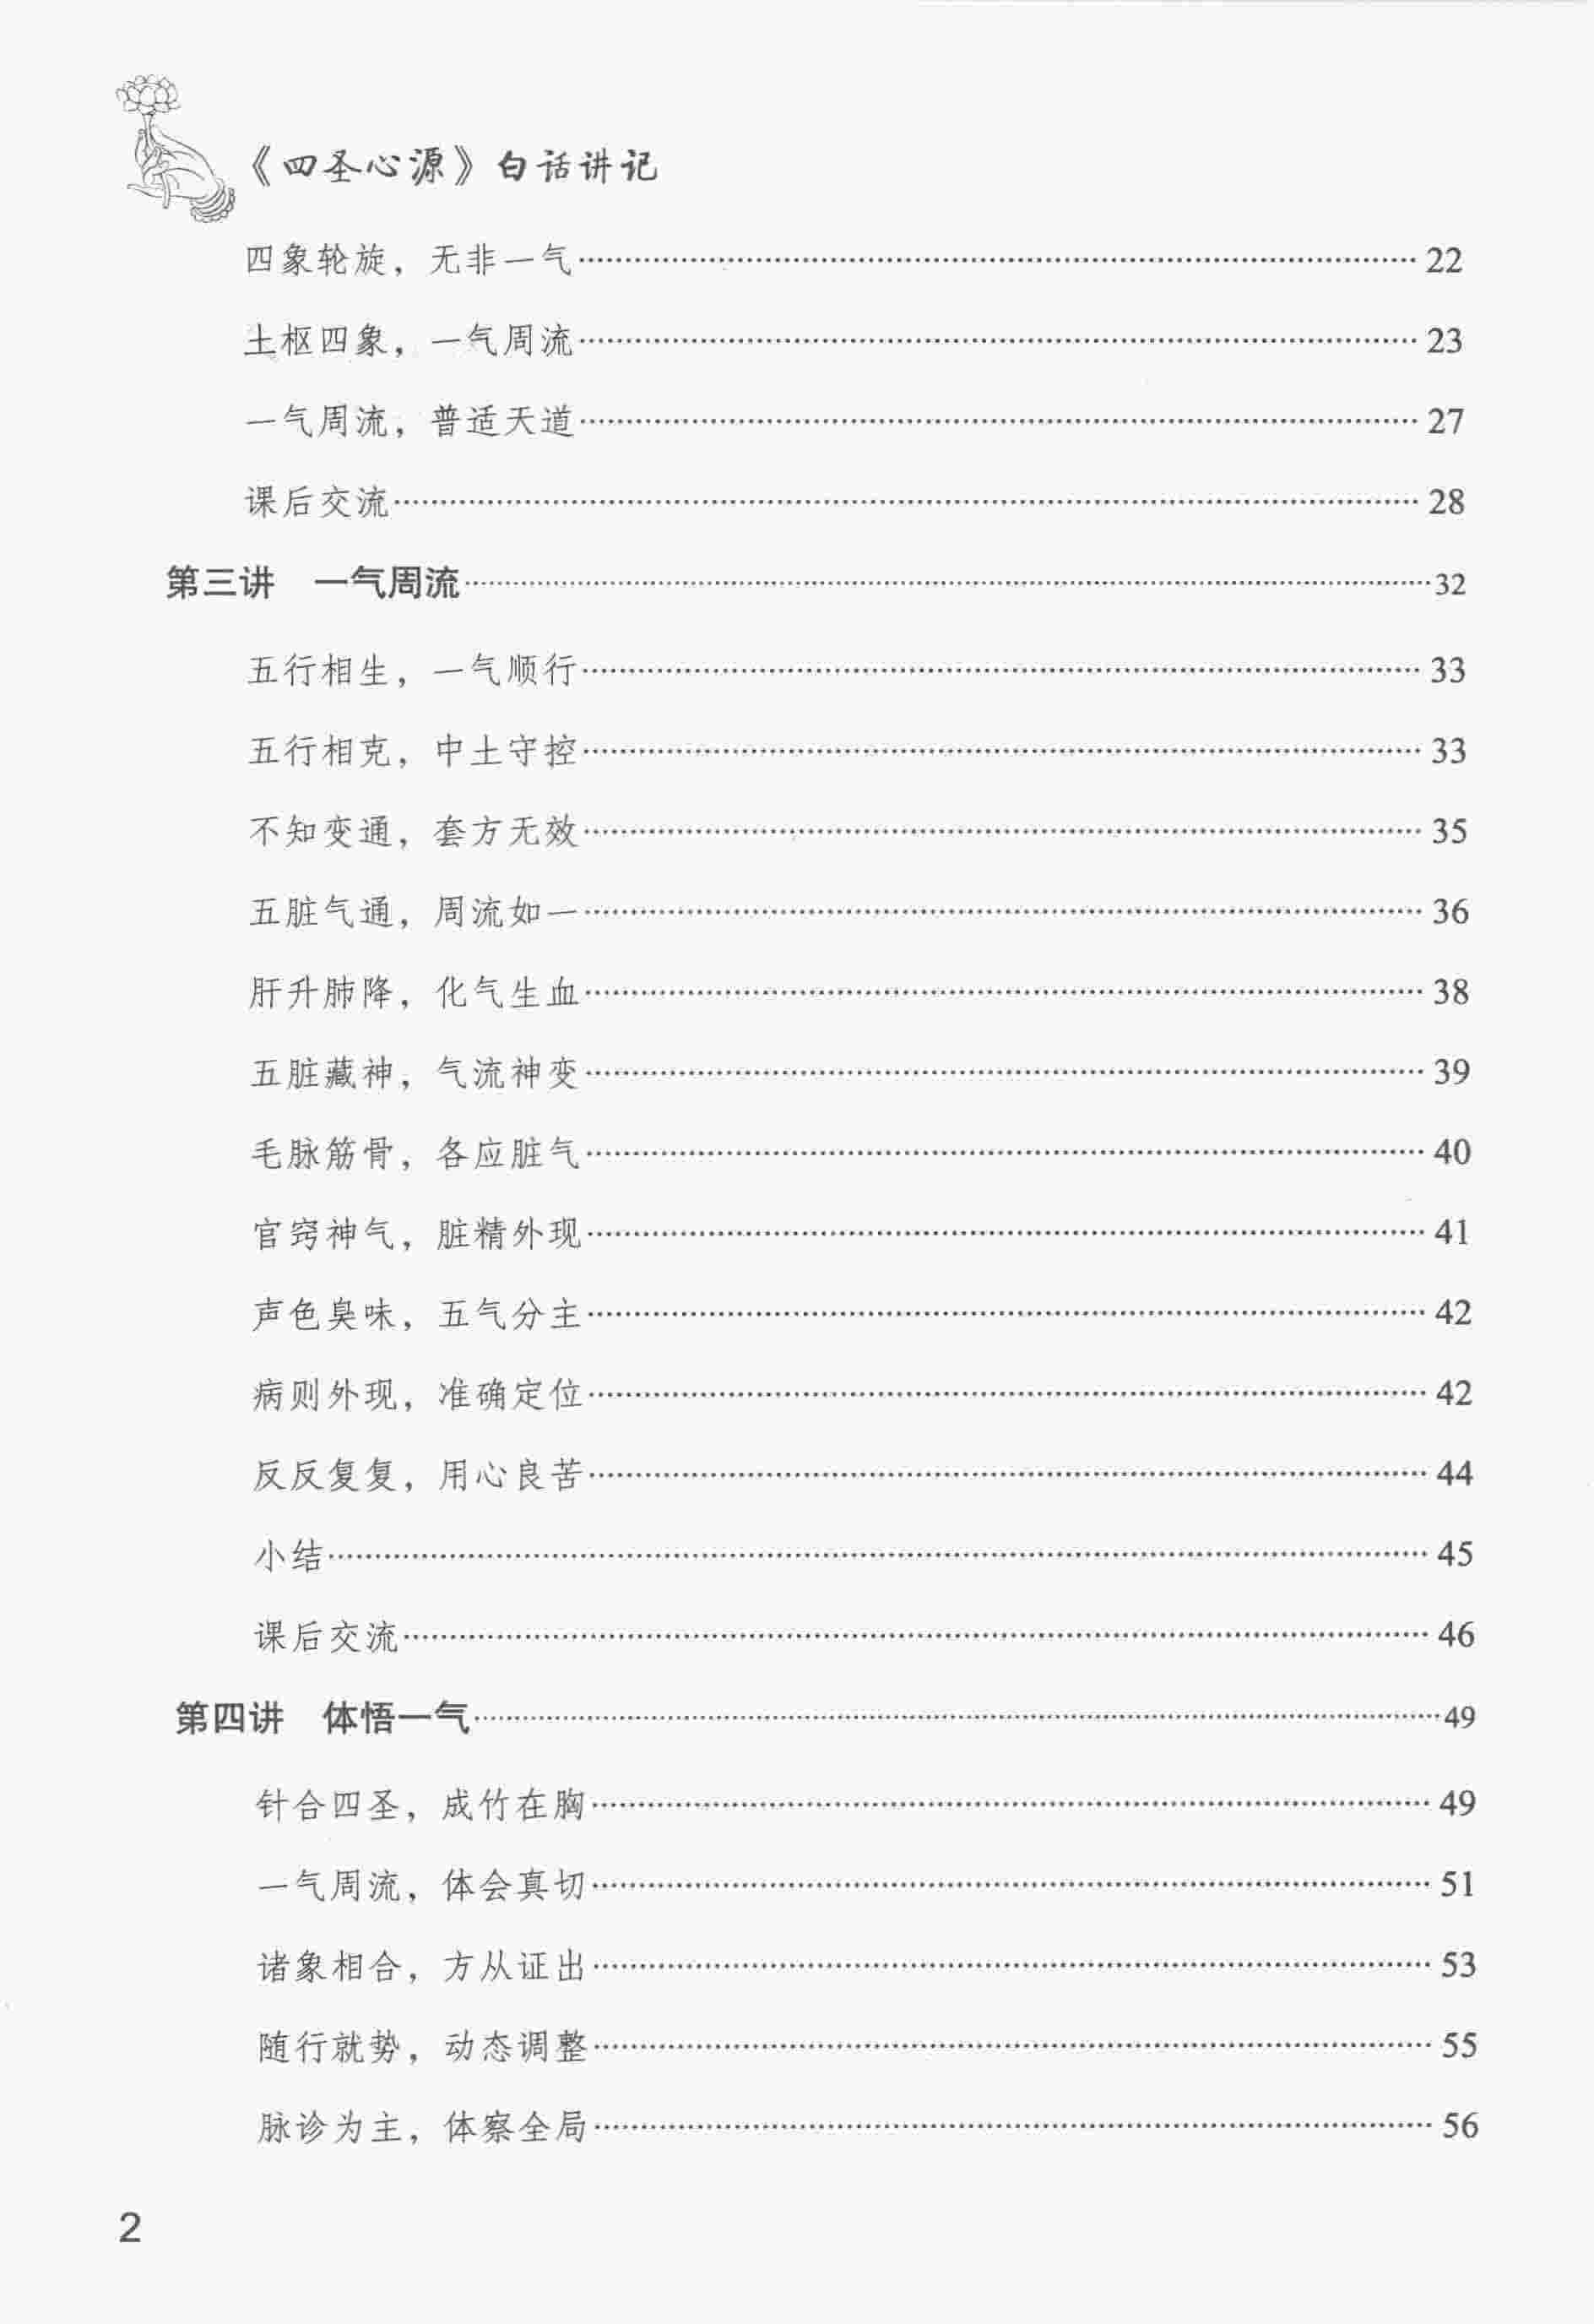 《四圣心源》白话讲记
四象轮旋，无非一气……22
土枢四象，一气周流……23
一气周流，普适天道……27
课后交流……28
第三讲 一气周流……32
五行相生，一气顺行……33
五行相克，中土守控……33
不知变通，套方无效……35
五脏气通，周流如一……36
肝升肺降，化气生血……38
五脏藏神，气流神变……39
毛脉筋骨，各应脏气……40
官窍神气，脏精外现……41
声色臭味，五气分主……42
病则外现，准确定位……42
反反复复，用心良苦……44
小结……45
课后交流……46
第四讲 体悟一气……49
针合四圣，成竹在胸……49
一气周流，体会真切……51
诸象相合，方从证出……53
随行就势，动态调整……55
脉诊为主，体察全局……56
2